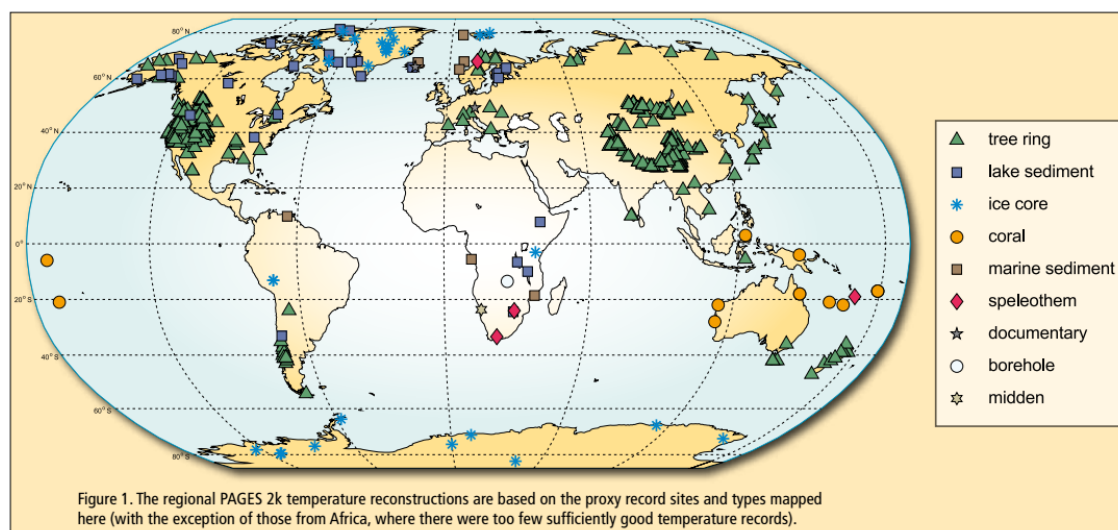 80°N
60°N
40°N
20°N
0°
20°S
40°S
60°S
80°S
tree ring
lake sediment
ice core
coral
marine sediment
speleothem
documentary
borehole
midden
Figure 1. The regional PAGES 2k temperature reconstructions are based on the proxy record sites and types mapped
here (with the exception of those from Africa, where there were too few sufficiently good temperature records).